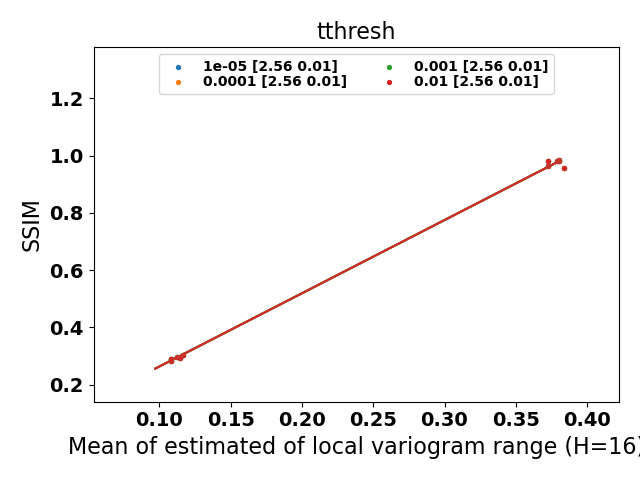 tthresh
1e-05 [2.56 0.01]
0.0001 [2.56 0.01]
0.001 [2.56 0.01]
0.01 [2.56 0.01]
1.2
1.0
0.8
0.6
0.4
0.2
SSIM
0.10 0.15 0.20 0.25 0.30 0.35 0.40
Mean of estimated of local variogram range (H=16)